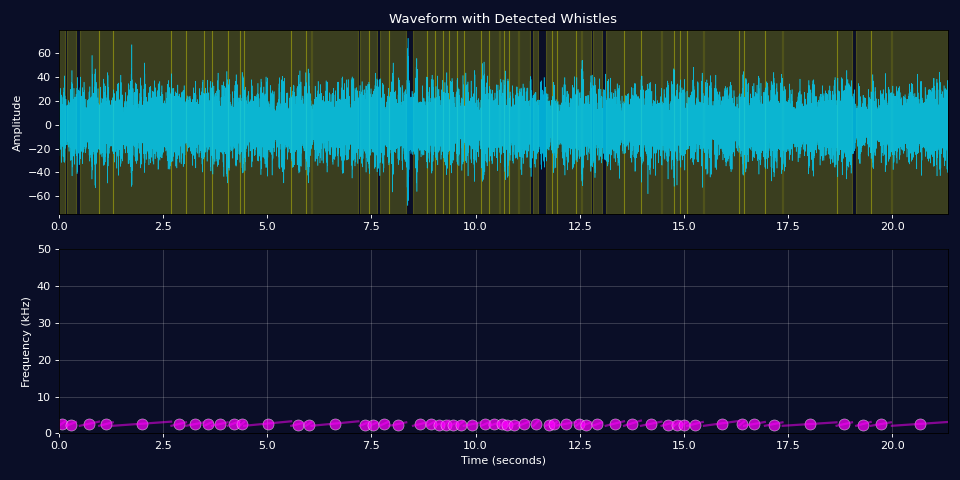 Waveform with Detected Whistles
Amplitude
60
40
20
0
−20
−40
−60
0.0 2.5 5.0 7.5 10.0 12.5 15.0 17.5 20.0
Frequency (kHz)
50
40
30
20
10
0
0.0 2.5 5.0 7.5 10.0 12.5 15.0 17.5 20.0
Time (seconds)